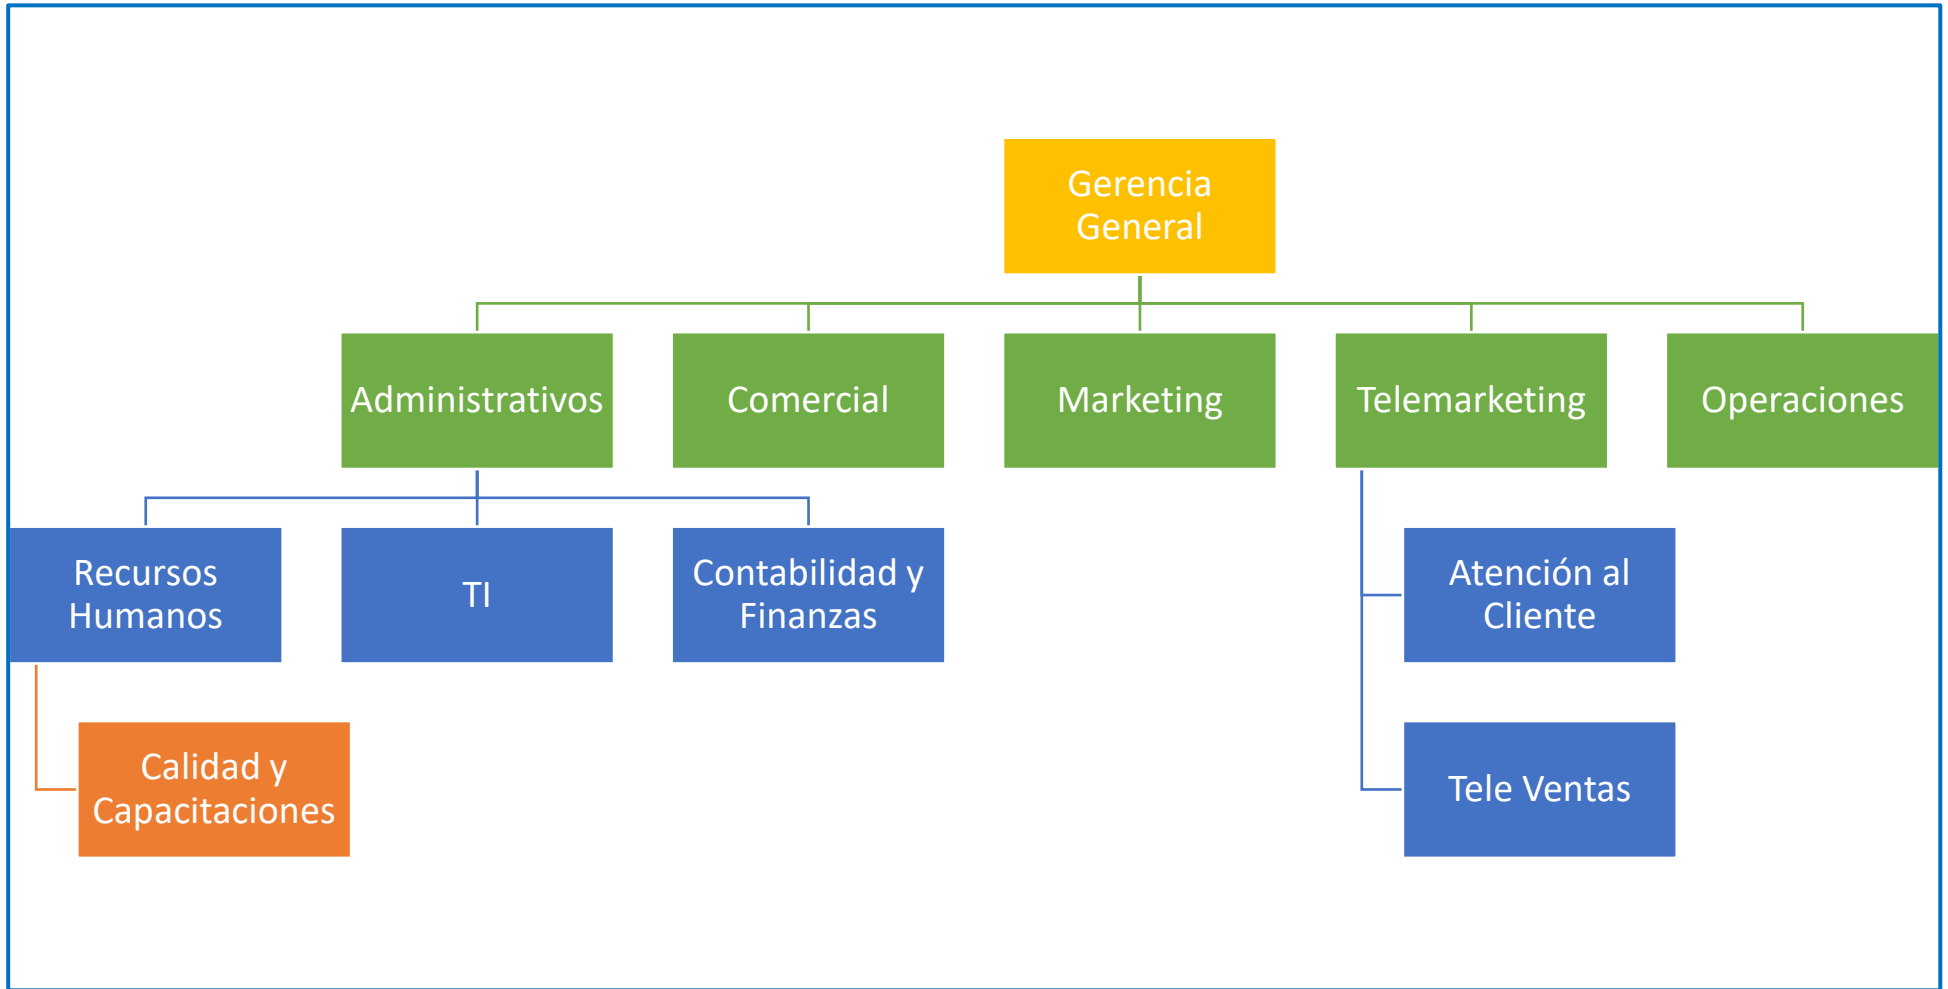 Gerencia
General
Administrativos
Comercial
Marketing
Telemarketing
Operaciones
Recursos
Humanos
TI
Contabilidad y
Finanzas
Atención al
Cliente
Calidad y
Capacitaciones
Tele Ventas